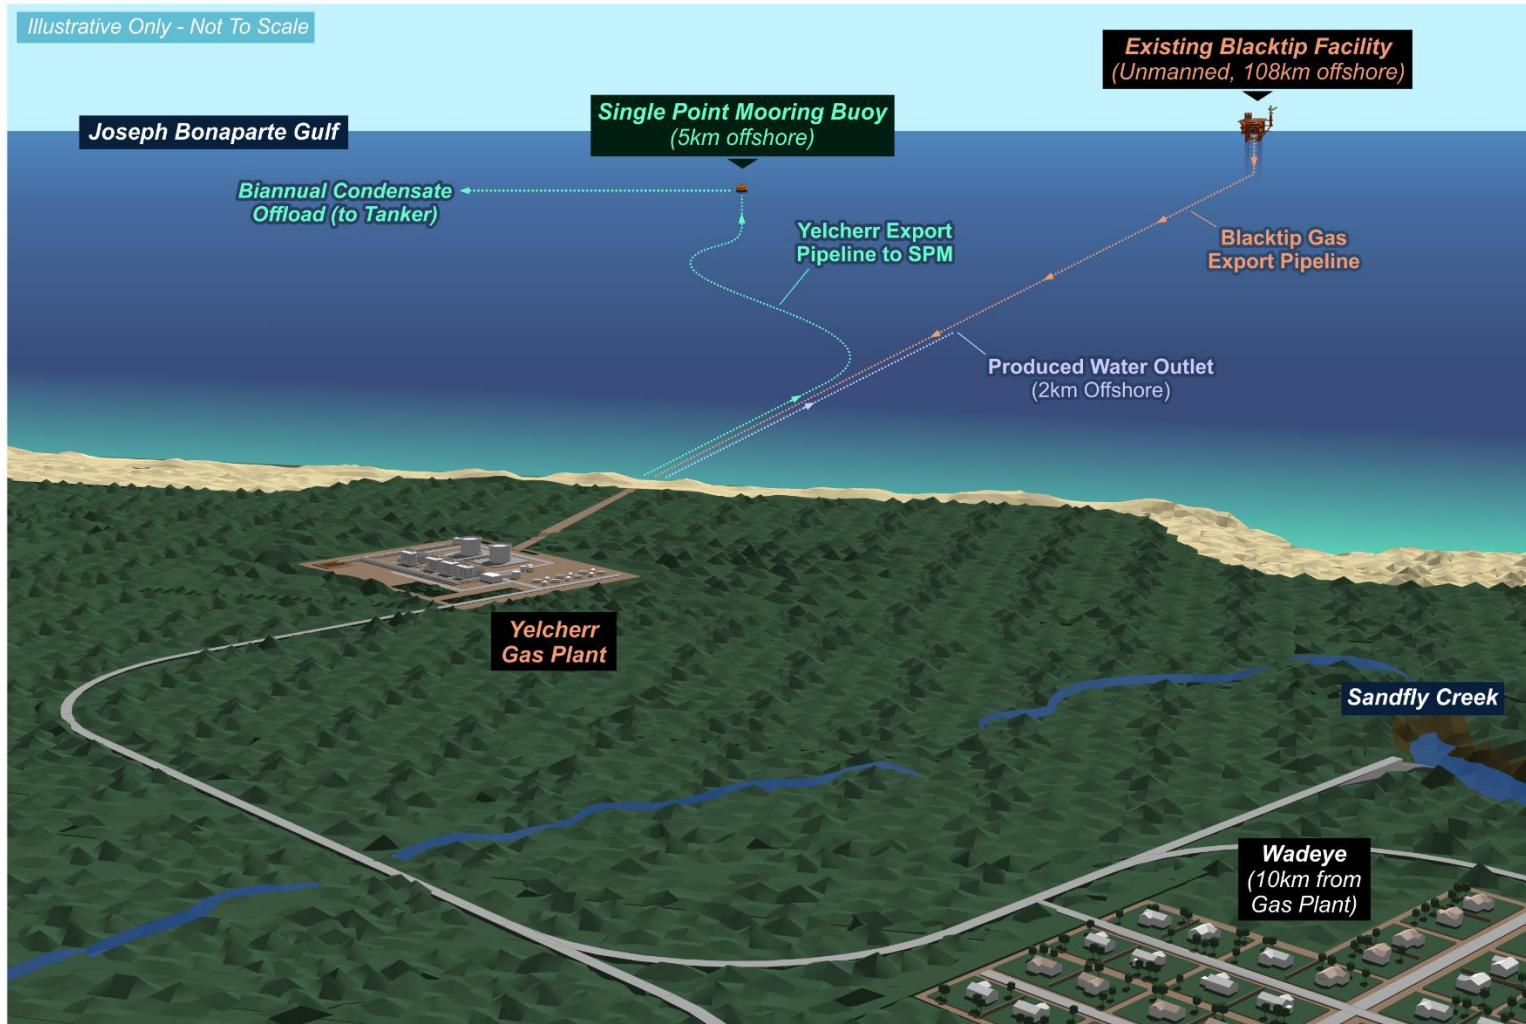 Illustrative Only - Not To Scale
Existing Blacktip Facility
(Unmanned, 108km offshore)
Single Point Mooring Buoy
(5km offshore)
Joseph Bonaparte Gulf
Biannual Condensate
Offload (to Tanker)
Yelcherr Export
Pipeline to SPM
Blacktip Gas
Export Pipeline
Produced Water Outlet
(2km Offshore)
Yelcherr
Gas Plant
Sandfly Creek
Wadeye
(10km from
Gas Plant)